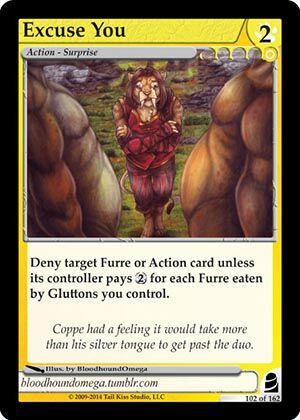 Excuse You
2
Action - Surprise
Deny target Furre or Action card unless
its controller pays 2 for each Furre eaten
by Gluttons you control.
Coppe had a feeling it would take more
than his silver tongue to get past the duo.
Illus. by BloodhoundOmega
bloodhoundomega.tumblr.com
102 of 162
© 2009-2014 Tail Kiss Studio, LLC